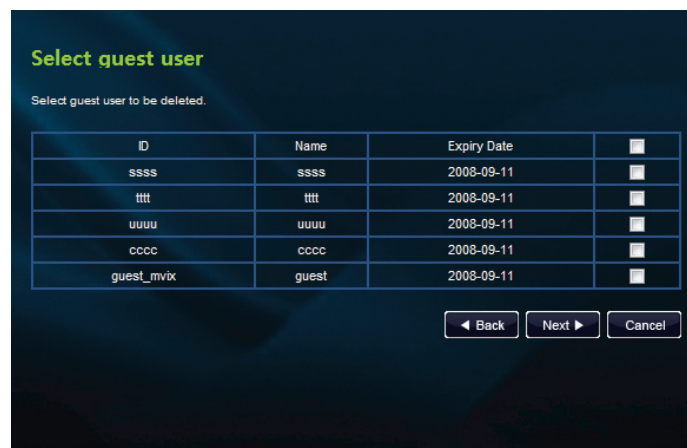 Select guest user
Select guest user to be deleted.
ID Name Expiry Date
ssss ssss 2008-09-11
tttt tttt 2008-09-11
uuuu uuuu 2008-09-11
cccc cccc 2008-09-11
guest_mvix guest 2008-09-11
◀ Back Next ▶ Cancel